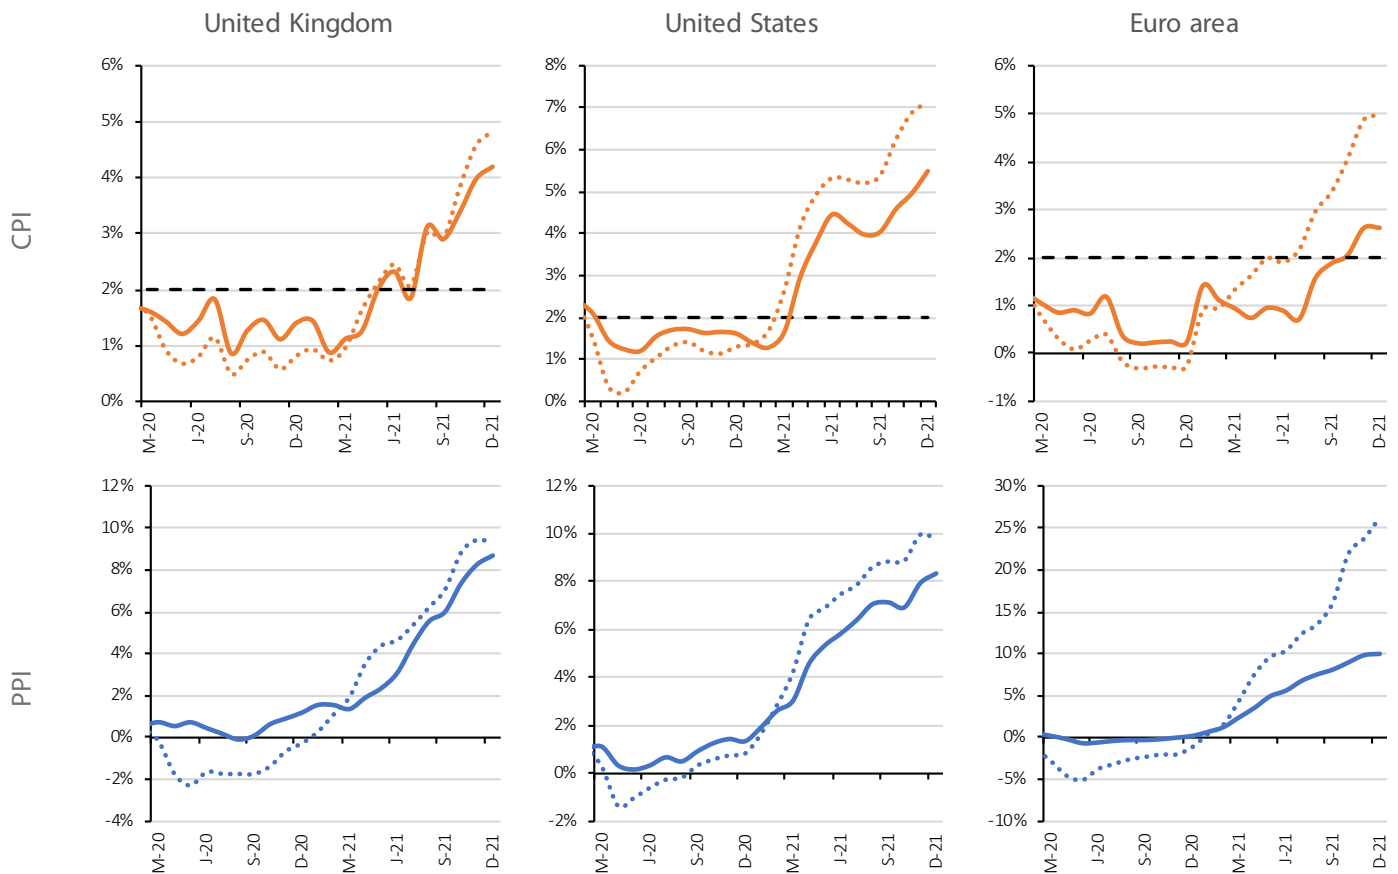 United Kingdom
United States
Euro area
CPI
6%
5%
4%
3%
2%
1%
0%
M-20
J-20
S-20
D-20
M-21
J-21
S-21
D-21
8%
7%
6%
5%
4%
3%
2%
1%
0%
M-20
J-20
S-20
D-20
M-21
J-21
S-21
D-21
6%
5%
4%
3%
2%
1%
0%
-1%
M-20
J-20
S-20
D-20
M-21
J-21
S-21
D-21
PPI
12%
10%
8%
6%
4%
2%
0%
-2%
-4%
M-20
J-20
S-20
D-20
M-21
J-21
S-21
D-21
12%
10%
8%
6%
4%
2%
0%
-2%
M-20
J-20
S-20
D-20
M-21
J-21
S-21
D-21
30%
25%
20%
15%
10%
5%
0%
-5%
-10%
M-20
J-20
S-20
D-20
M-21
J-21
S-21
D-21